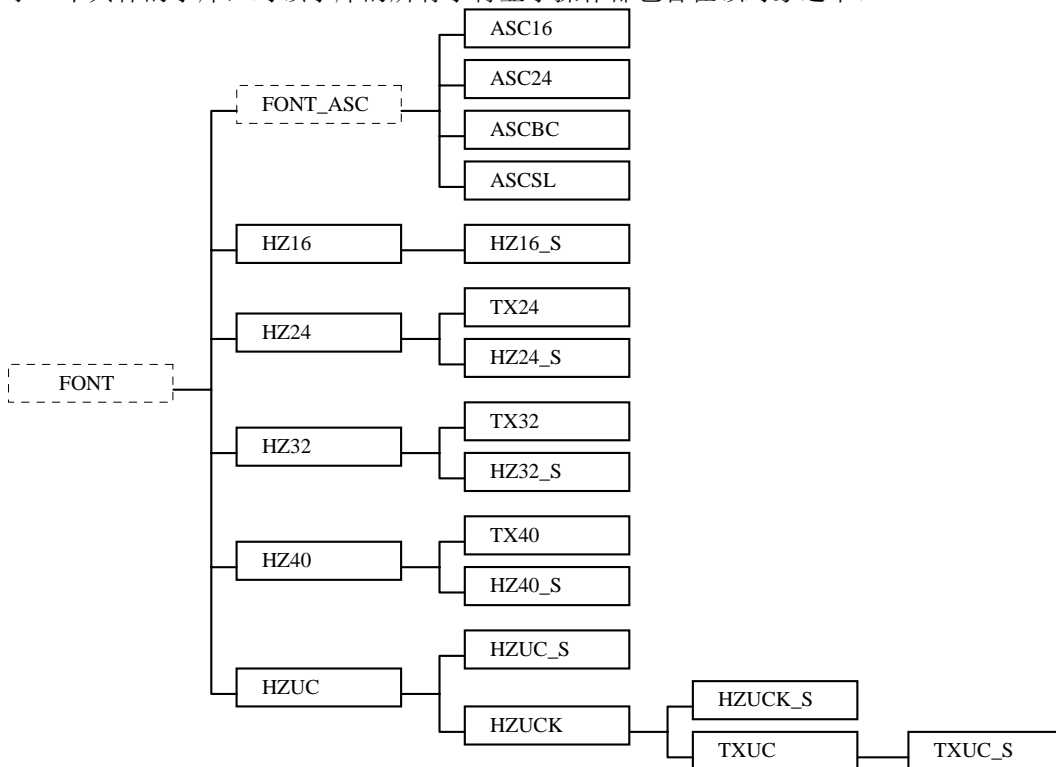 ASC16
ASC24
FONT_ASC
ASCBC
ASCSL
HZ16
HZ16_S
TX24
HZ24
HZ24_S
FONT
TX32
HZ32
HZ32_S
TX40
HZ40
HZ40_S
HZUC_S
HZUC
HZUCK_S
HZUCK
TXUC
TXUC_S